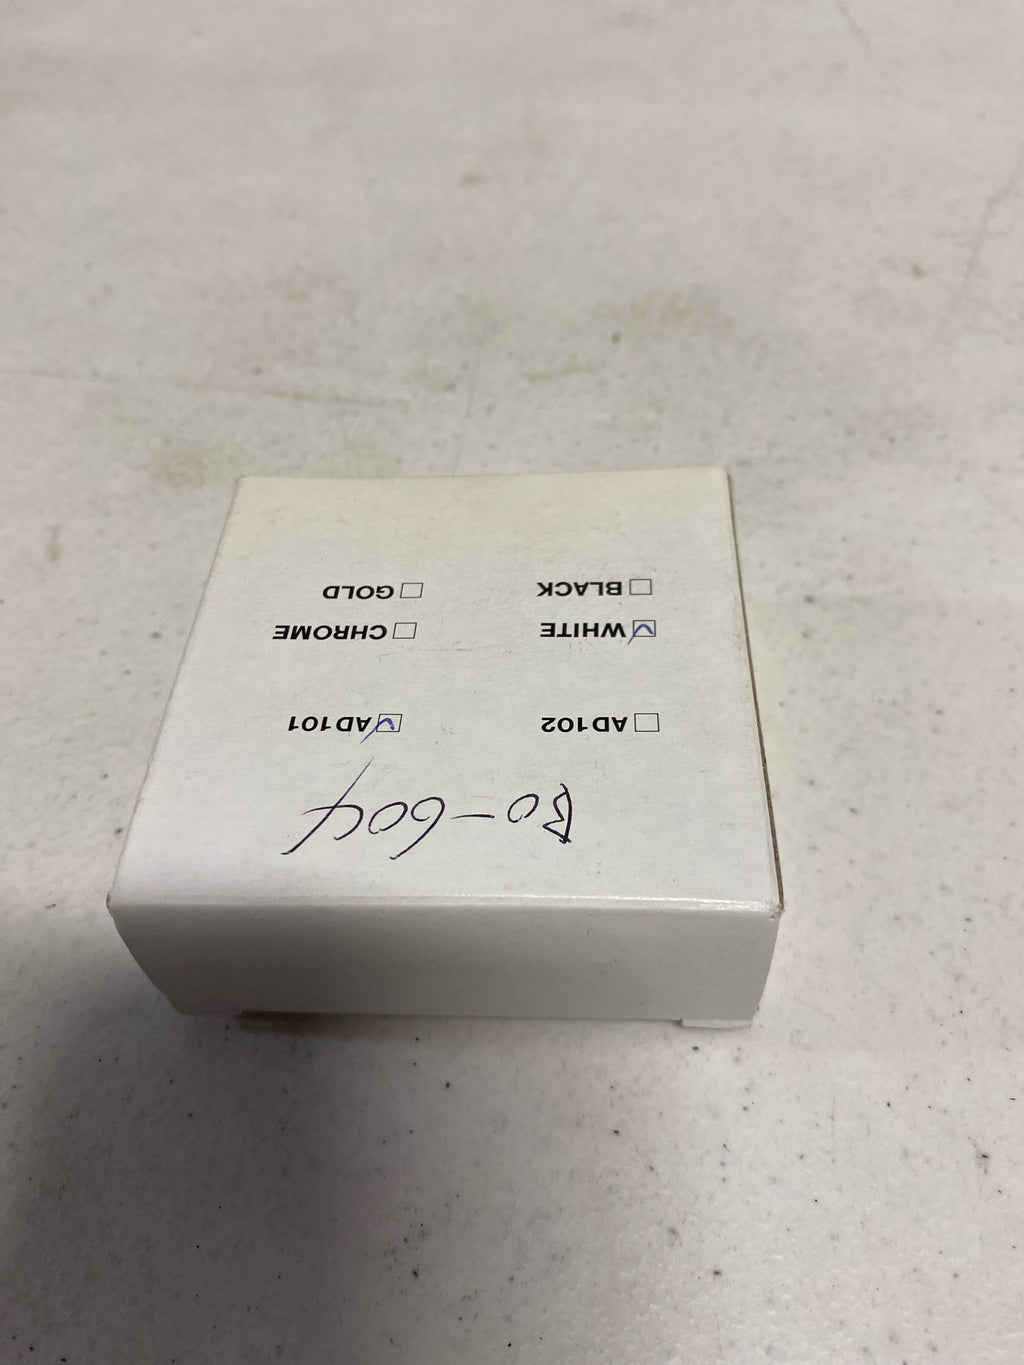 BO-604
☐ AD102 ☑ AD101
☑ WHITE ☐ CHROME
☐ BLACK ☐ GOLD